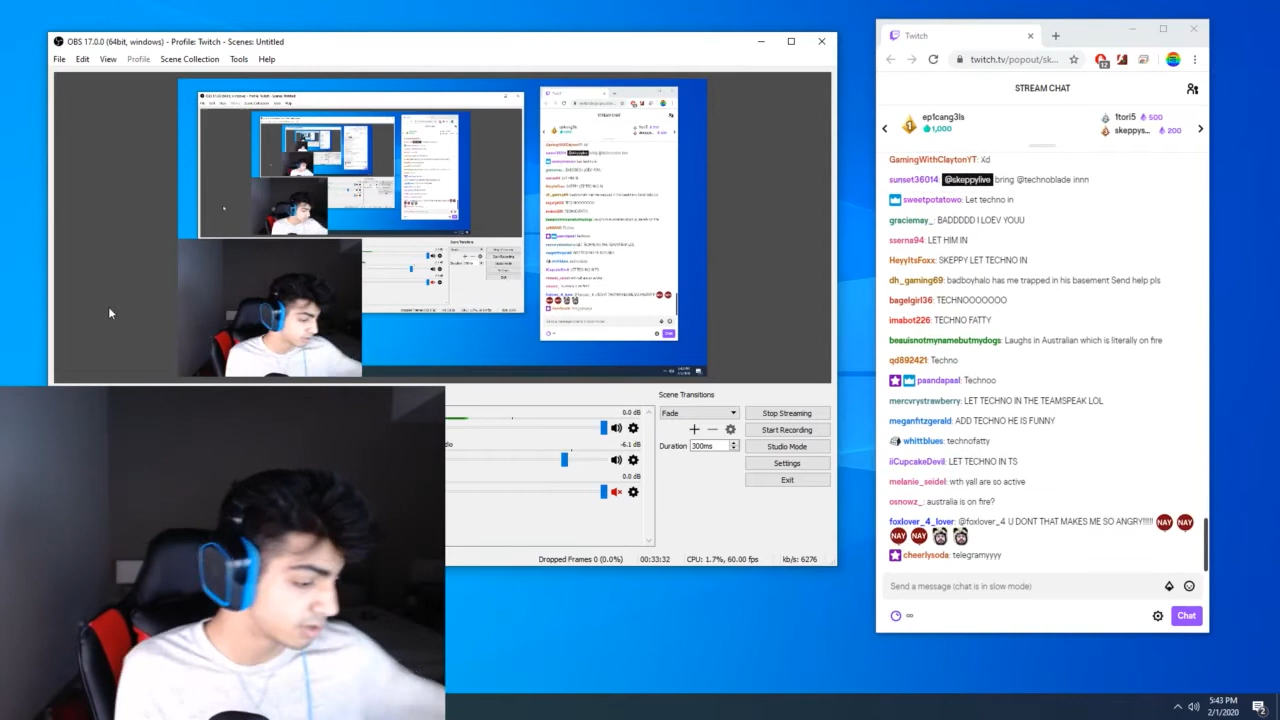 OBS 17.0.0 (64bit, windows) - Profile: Twitch - Scenes: Untitled
File Edit View Profile Scene Collection Tools Help
Scene Transitions
Fade
Duration 300ms
0.0 dB
-6.1 dB
0.0 dB
Stop Streaming
Start Recording
Studio Mode
Settings
Exit
Dropped Frames 0 (0.0%) 00:33:32 CPU: 1.7%, 60.00 fps kb/s: 6276
Twitch
twitch.tv/popout/sk...
12
STREAM CHAT
ep1cang3ls
1,000
1tori5 500
skeppys... 200
GamingWithClaytonYT: Xd
sunset36014 @skeppylive bring @technoblade innn
sweetpotatowo: Let techno in
graciemay_: BADDDDD I LOEV YOUU
sserna94: LET HIM IN
HeyyItsFoxx: SKEPPY LET TECHNO IN
dh_gaming69: badboyhalo has me trapped in his basement Send help pls
bagelgirl36: TECHNOOOOOOO
imabot226: TECHNO FATTY
beauisnotmynamebutmydogs: Laughs in Australian which is literally on fire
qd892421: Techno
paandapaal: Technoo
mercvrystrawberry: LET TECHNO IN THE TEAMSPEAK LOL
meganfitzgerald: ADD TECHNO HE IS FUNNY
whittblues: technofatty
iiCupcakeDevil: LET TECHNO IN TS
melanie_seidel: wth yall are so active
osnowz_: australia is on fire?
foxlover_4_lover: @foxlover_4 U DONT THAT MAKES ME SO ANGRY!!!!! NAY NAY
NAY NAY
cheerlysoda: telegramyyyy
Send a message (chat is in slow mode)
Chat
5:43 PM
2/1/2020
2